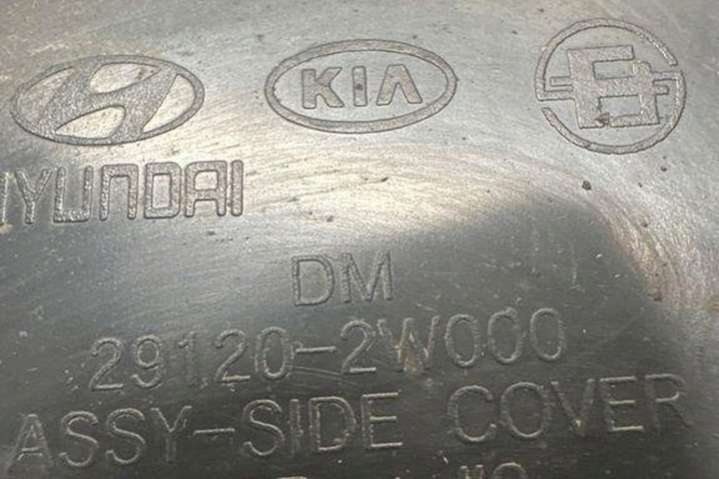 KIA
HYUNDAI
DM
29120-2W000
ASSY-SIDE COVER